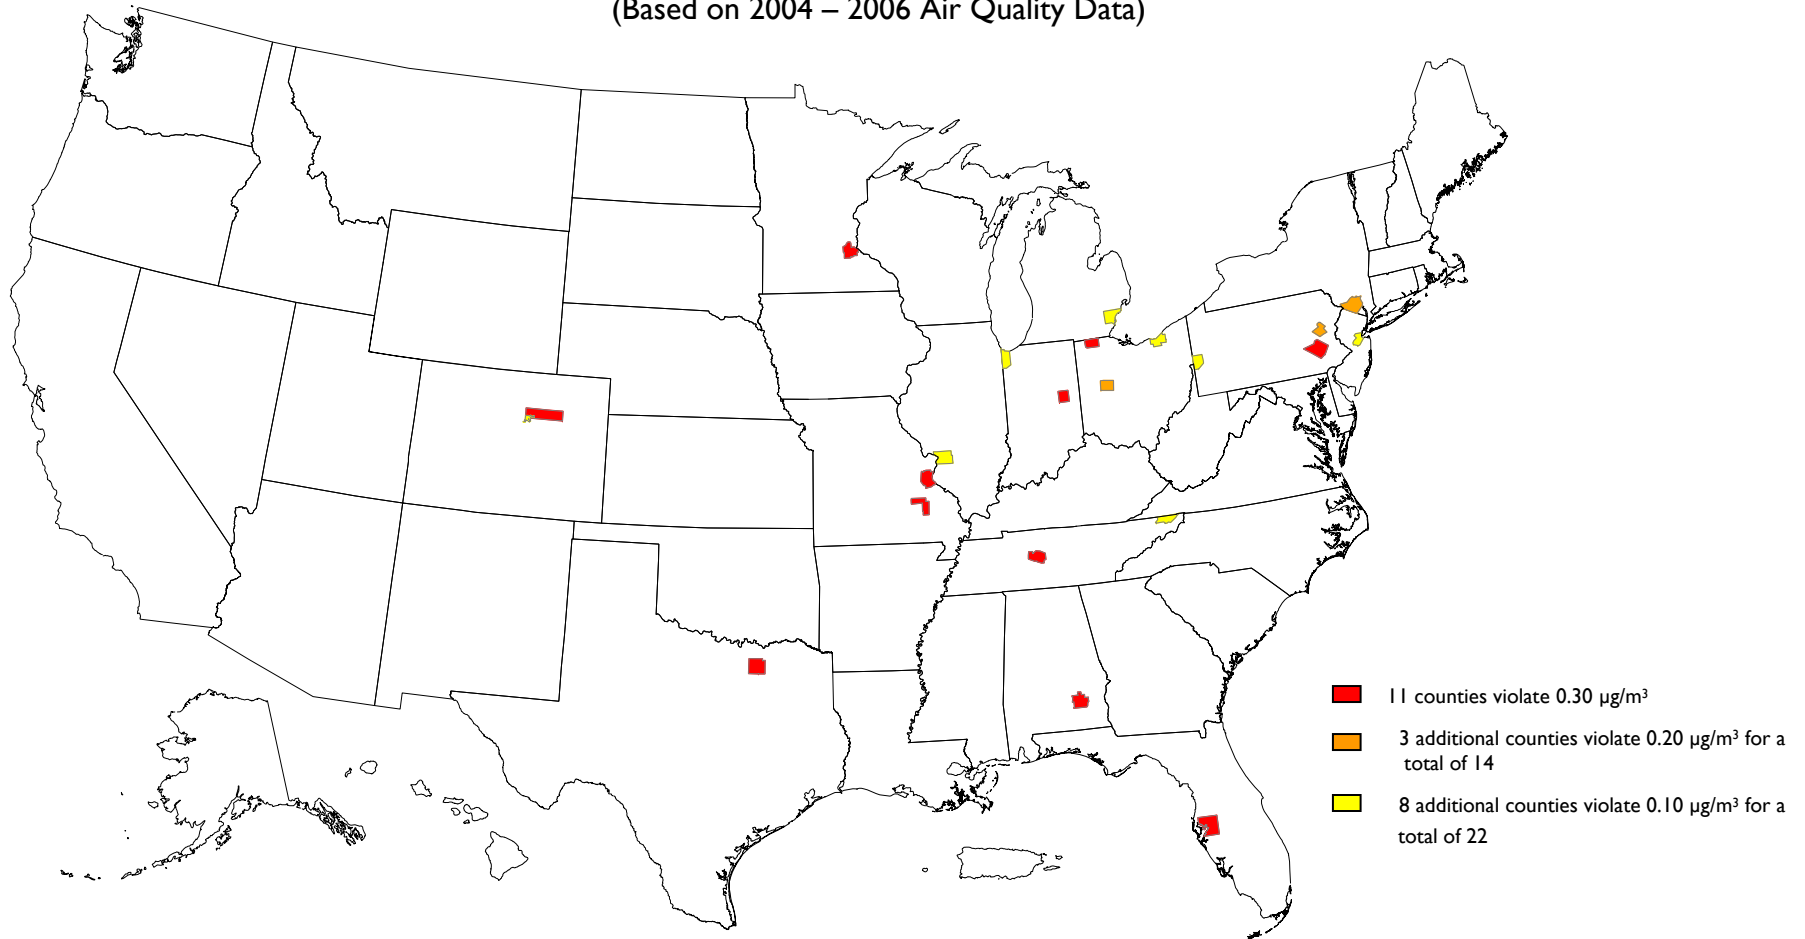 (Based on 2004 – 2006 Air Quality Data)
11 counties violate 0.30 µg/m³
3 additional counties violate 0.20 µg/m³ for a
total of 14
8 additional counties violate 0.10 µg/m³ for a
total of 22